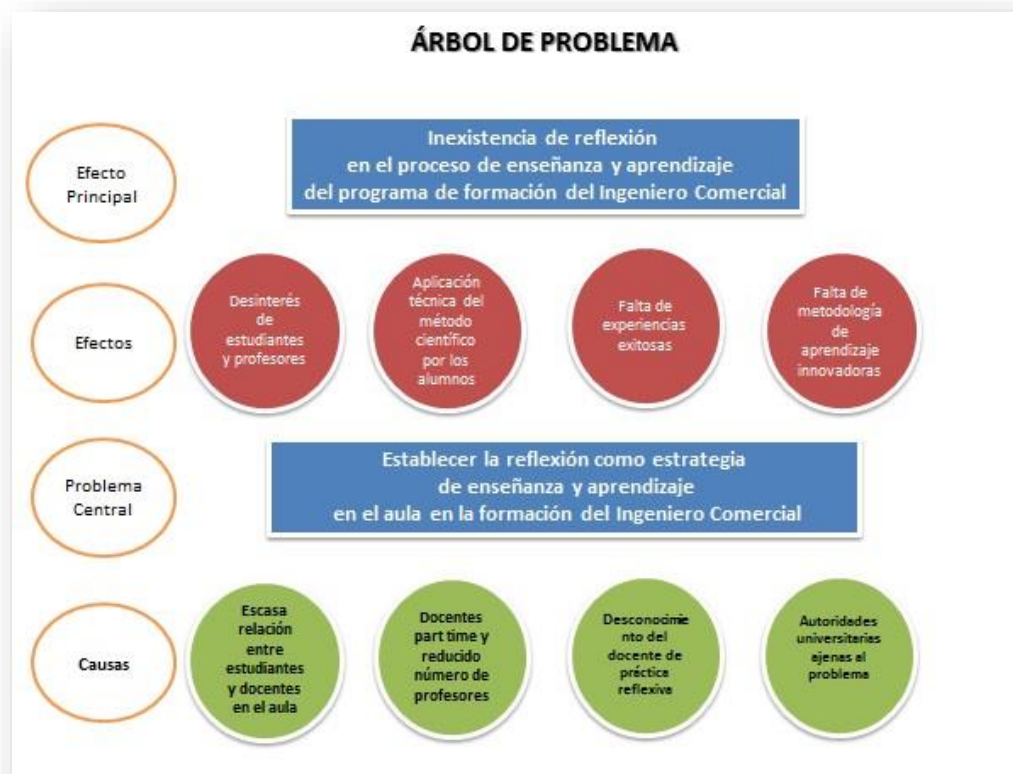 ÁRBOL DE PROBLEMA
Efecto
Principal
Inexistencia de reflexión
en el proceso de enseñanza y aprendizaje
del programa de formación del Ingeniero Comercial
Efectos
Desinterés
de
estudiantes
y profesores
Aplicación
técnica del
método
científico
por los
alumnos
Falta de
experiencias
exitosas
Falta de
metodología
de
aprendizaje
innovadoras
Problema
Central
Establecer la reflexión como estrategia
de enseñanza y aprendizaje
en el aula en la formación del Ingeniero Comercial
Causas
Escasa
relación
entre
estudiantes
y docentes
en el aula
Docentes
part time y
reducido
número de
profesores
Desconocimie
nto del
docente de
práctica
reflexiva
Autoridades
universitarias
ajenas al
problema